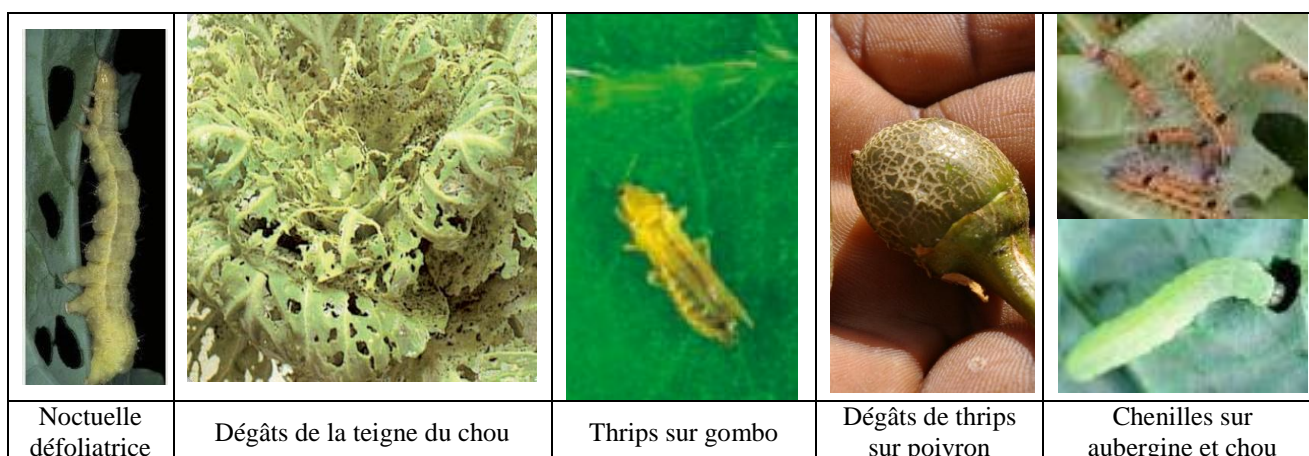 Noctuelle
défoliatrice
Dégâts de la teigne du chou
Thrips sur gombo
Dégâts de thrips
sur poivron
Chenilles sur
aubergine et chou